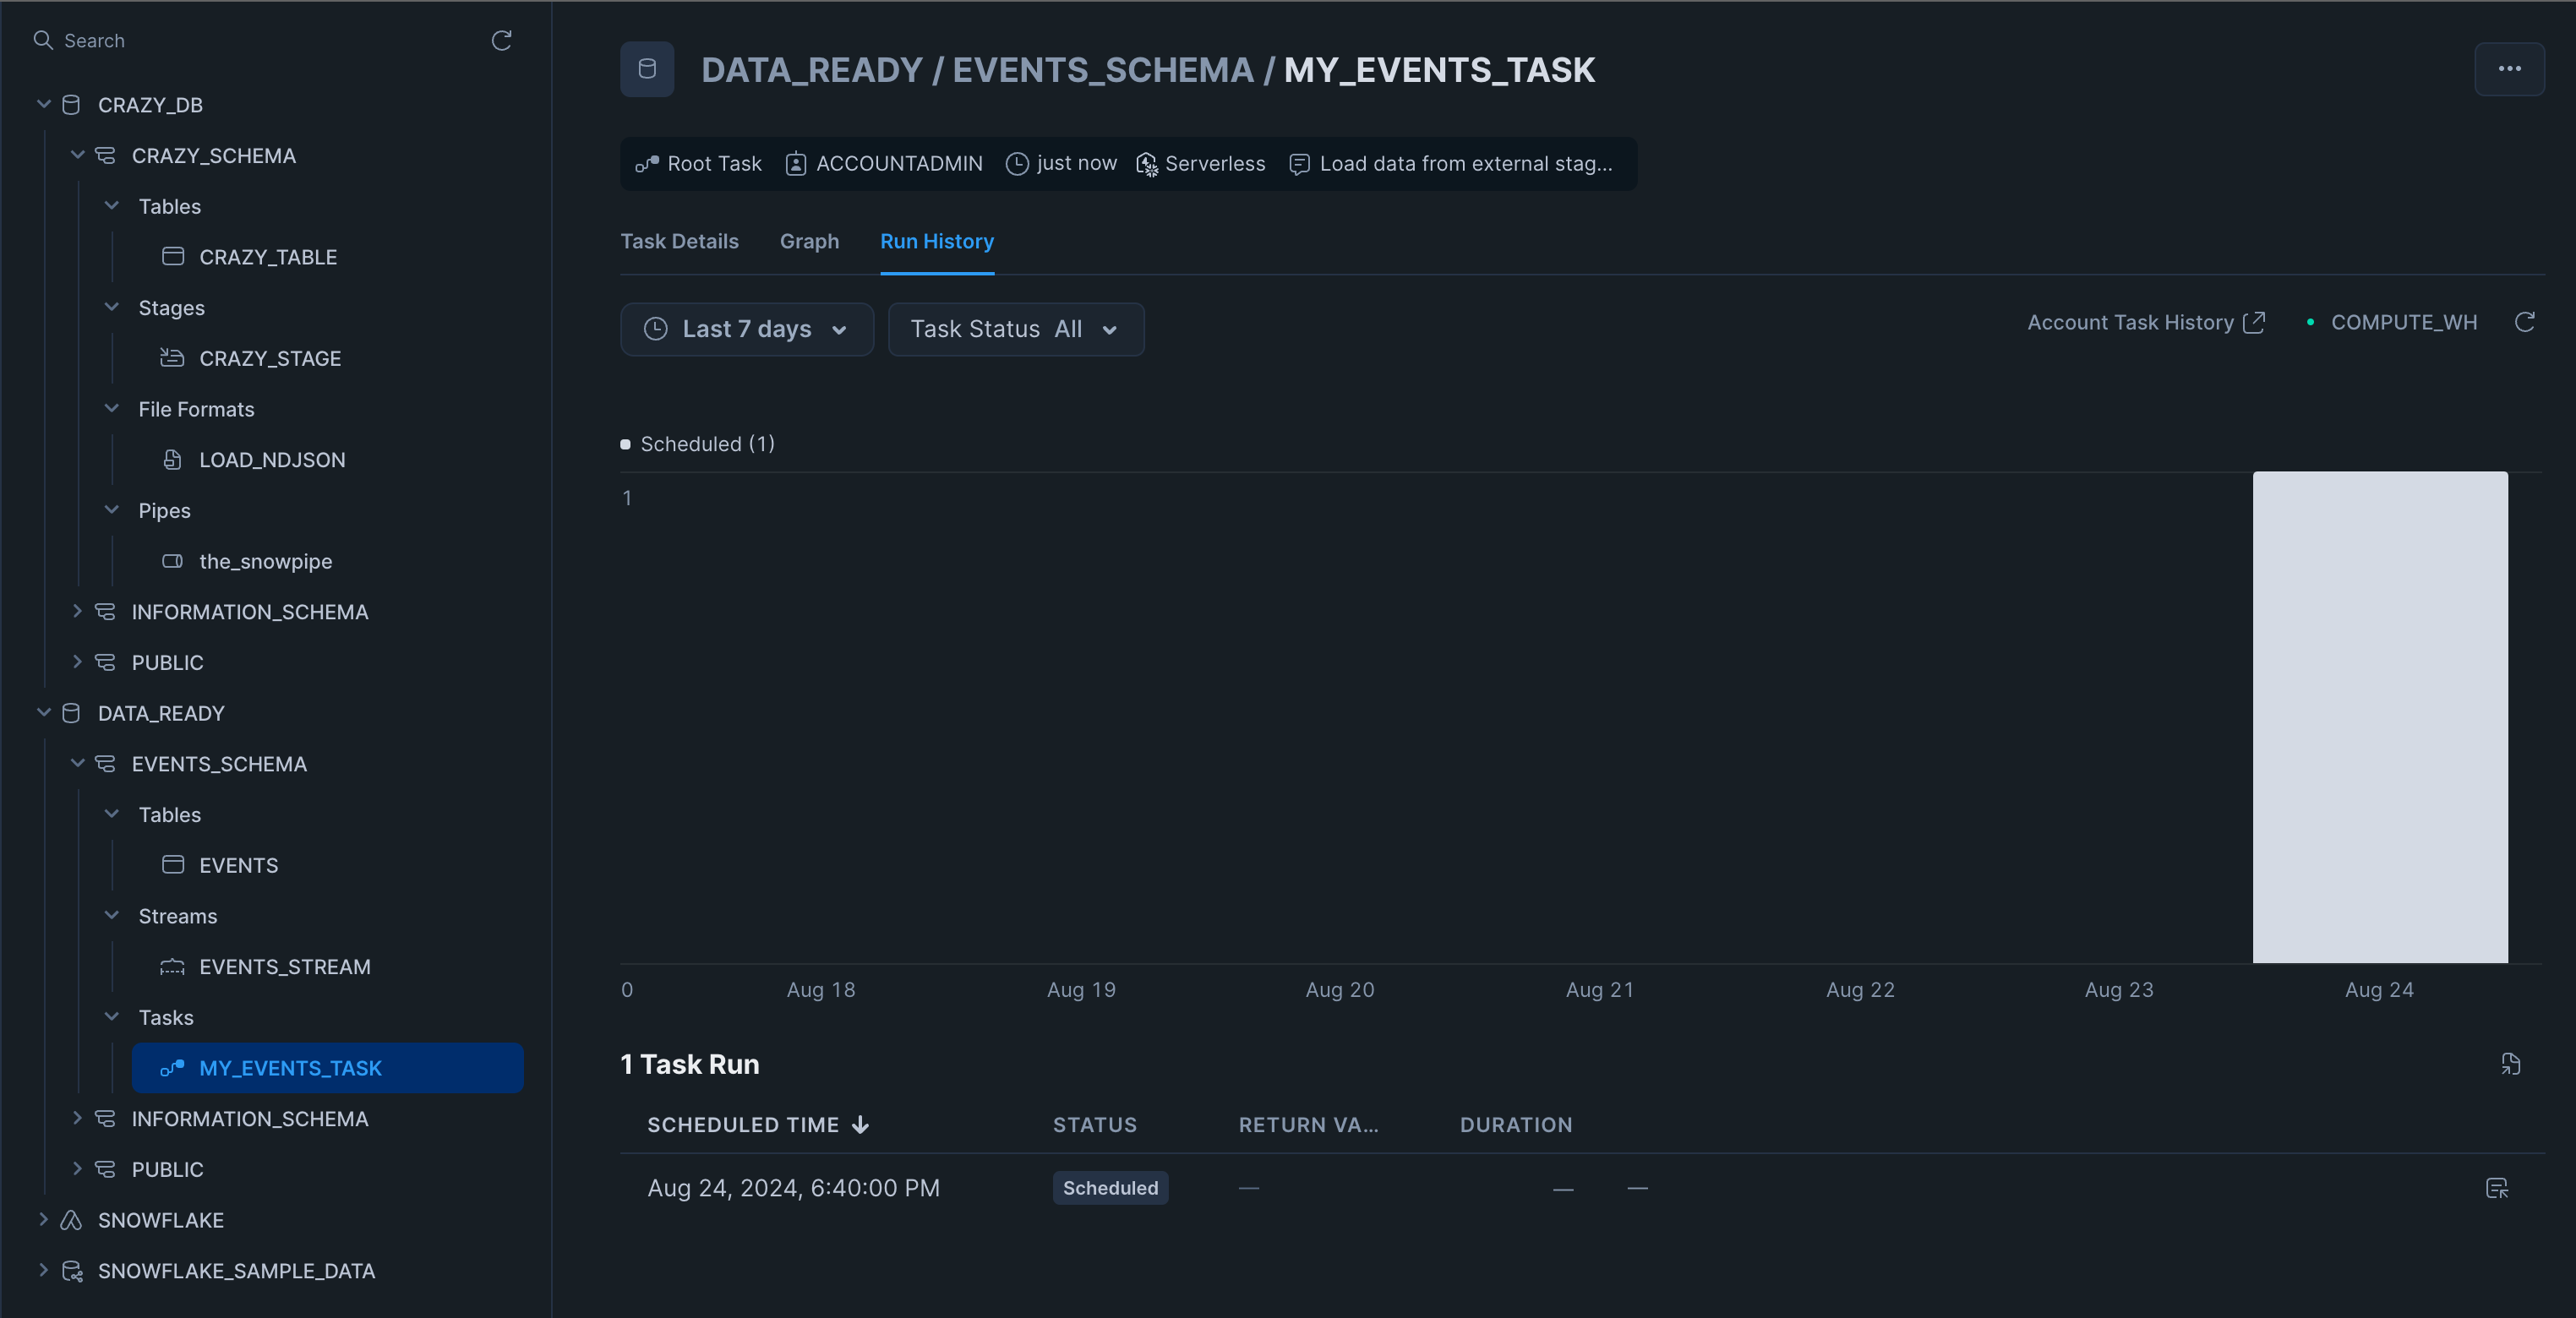 Search
CRAZY_DB
CRAZY_SCHEMA
Tables
CRAZY_TABLE
Stages
CRAZY_STAGE
File Formats
LOAD_NDJSON
Pipes
the_snowpipe
INFORMATION_SCHEMA
PUBLIC
DATA_READY
EVENTS_SCHEMA
Tables
EVENTS
Streams
EVENTS_STREAM
Tasks
MY_EVENTS_TASK
INFORMATION_SCHEMA
PUBLIC
SNOWFLAKE
SNOWFLAKE_SAMPLE_DATA
DATA_READY / EVENTS_SCHEMA / MY_EVENTS_TASK
Root Task ACCOUNTADMIN just now Serverless Load data from external stag...
Task Details Graph Run History
Last 7 days Task Status All Account Task History COMPUTE_WH
Scheduled (1)
1
0 Aug 18 Aug 19 Aug 20 Aug 21 Aug 22 Aug 23 Aug 24
1 Task Run
SCHEDULED TIME STATUS RETURN VA... DURATION
Aug 24, 2024, 6:40:00 PM Scheduled — — —